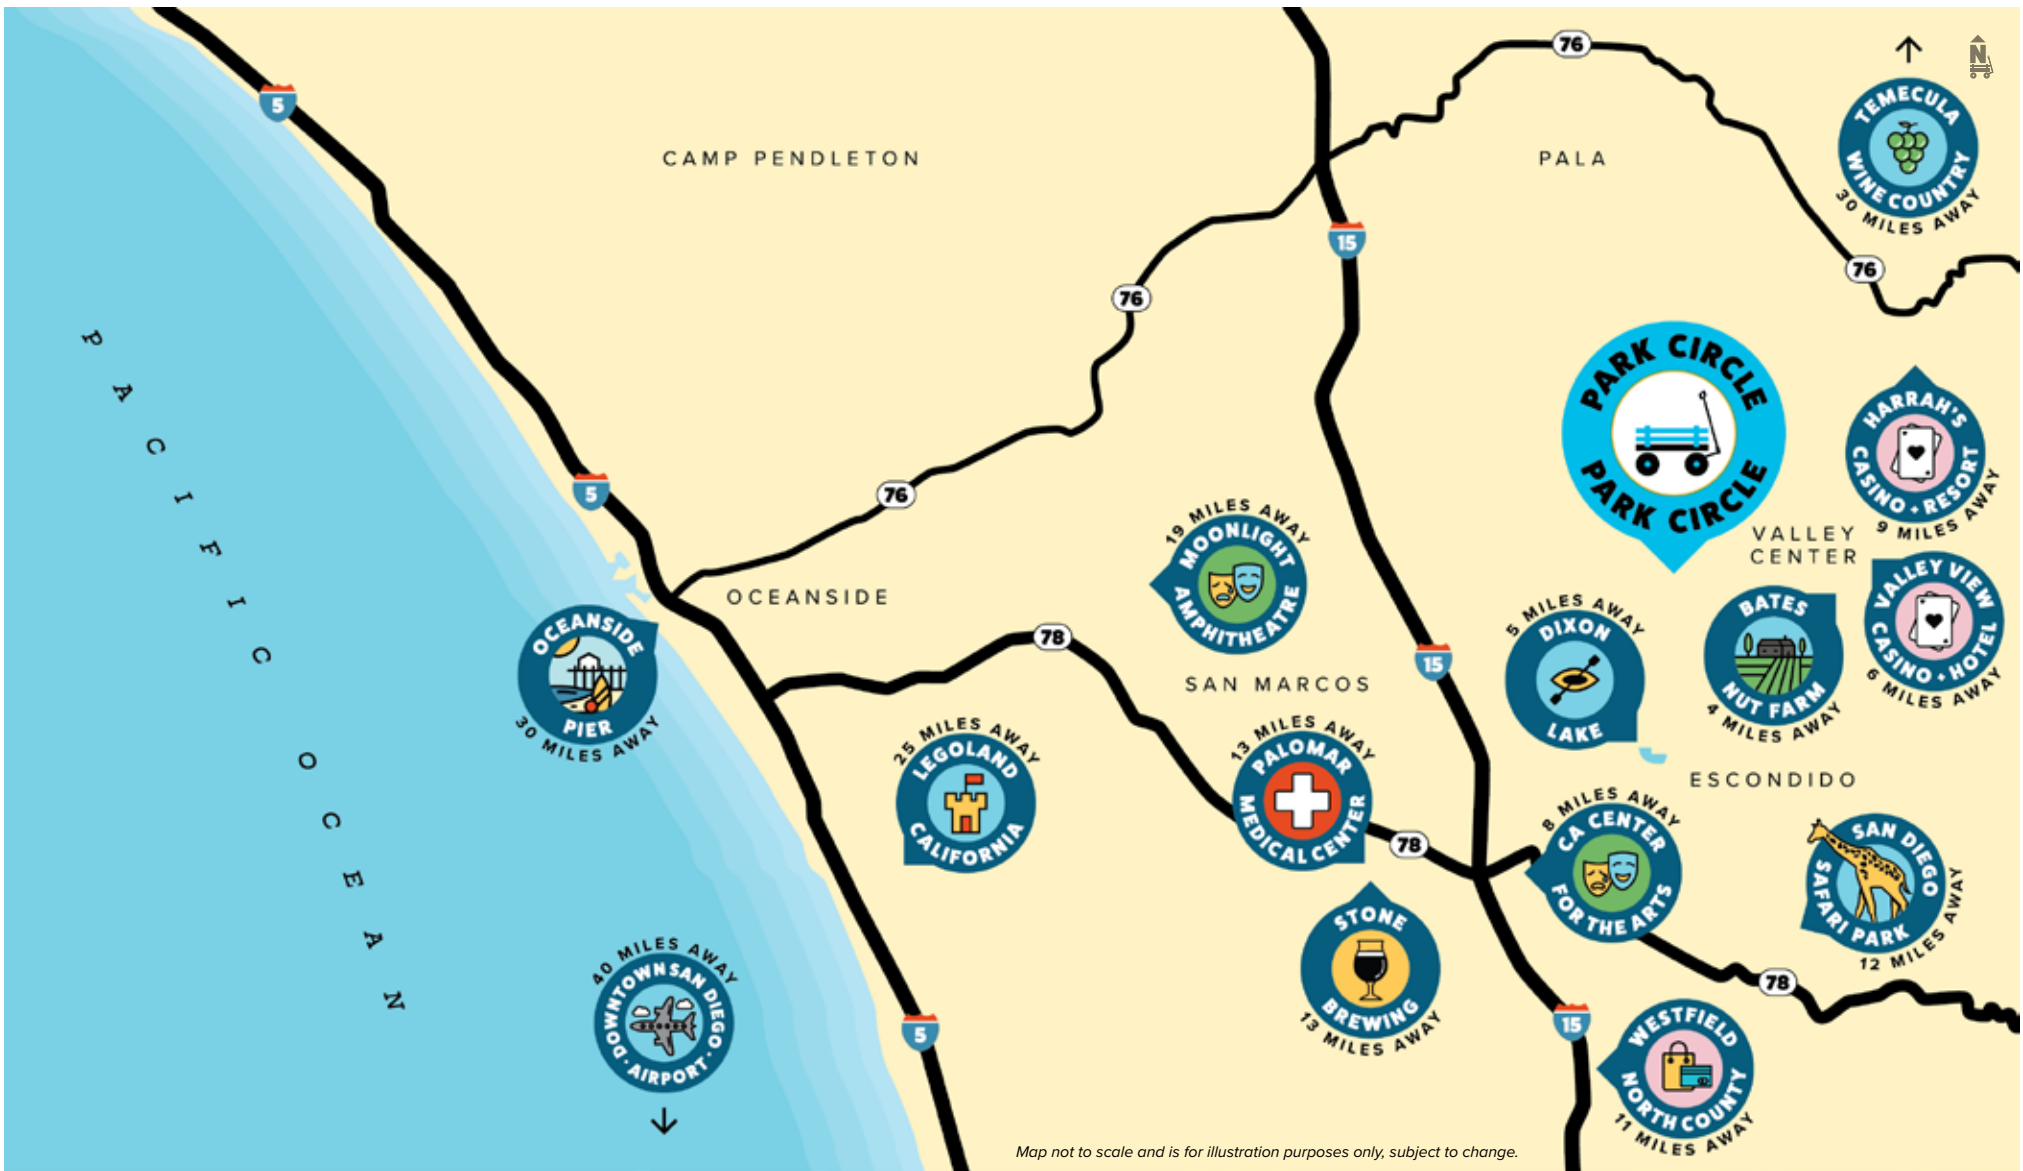 5
76
N
TEMECULA
WINE COUNTRY
30 MILES AWAY
CAMP PENDLETON
PALA
15
76
76
PARK CIRCLE
PARK CIRCLE
HARRAH'S
CASINO + RESORT
9 MILES AWAY
PACIFIC OCEAN
5
76
VALLEY
CENTER
19 MILES AWAY
MOONLIGHT
AMPHITHEATRE
OCEANSIDE
VALLEY VIEW
CASINO + HOTEL
6 MILES AWAY
5 MILES AWAY
DIXON
LAKE
BATES
NUT FARM
4 MILES AWAY
OCEANSIDE
PIER
30 MILES AWAY
78
15
SAN MARCOS
25 MILES AWAY
LEGOLAND
CALIFORNIA
13 MILES AWAY
PALOMAR
MEDICAL CENTER
ESCONDIDO
78
8 MILES AWAY
CA CENTER
FOR THE ARTS
SAN DIEGO
SAFARI PARK
12 MILES AWAY
STONE
BREWING
13 MILES AWAY
40 MILES AWAY
DOWNTOWN SAN DIEGO
· AIRPORT ·
78
5
15
WESTFIELD
NORTH COUNTY
11 MILES AWAY
Map not to scale and is for illustration purposes only, subject to change.